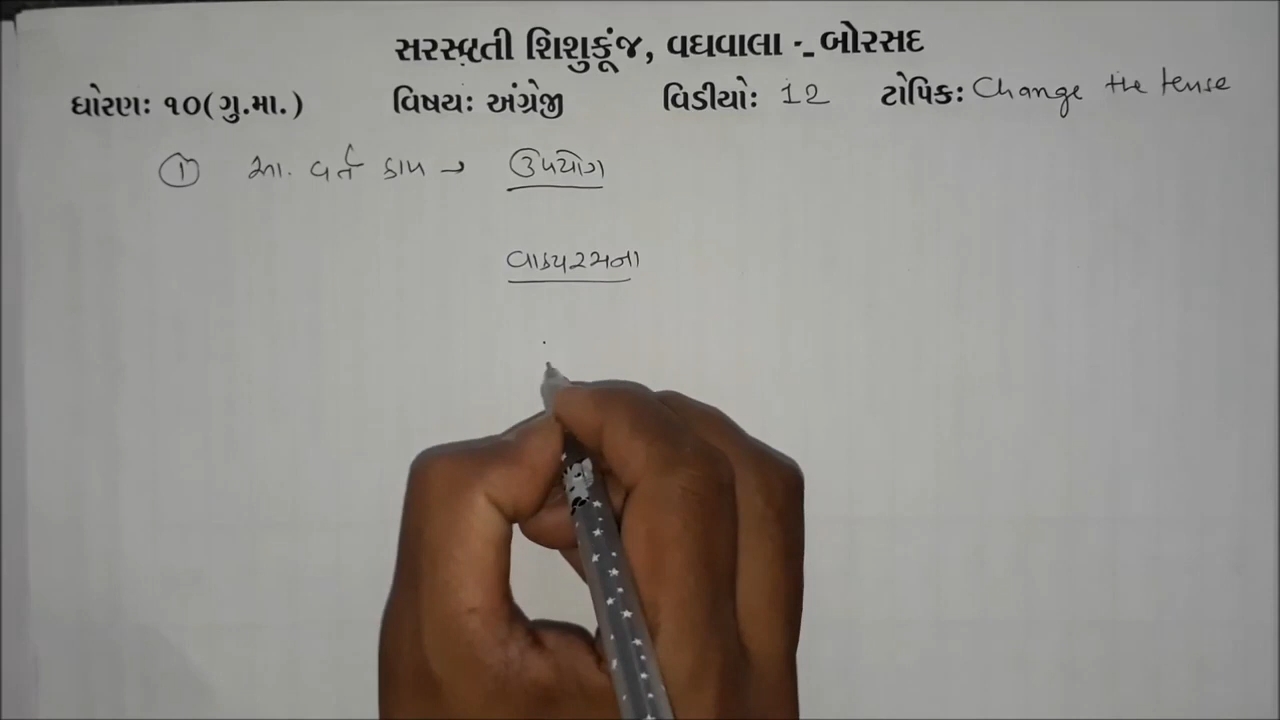 સરસ્વતી શિશુકુંજ, વઘવાલા - બોરસદ
ધોરણઃ ૧૦(ગુ.મા.) વિષયઃ અંગ્રેજી વિડીયોઃ 12 ટોપિકઃ Change the tense
① સા. વર્ત કાળ → ઉપયોગ
વાક્યરચના